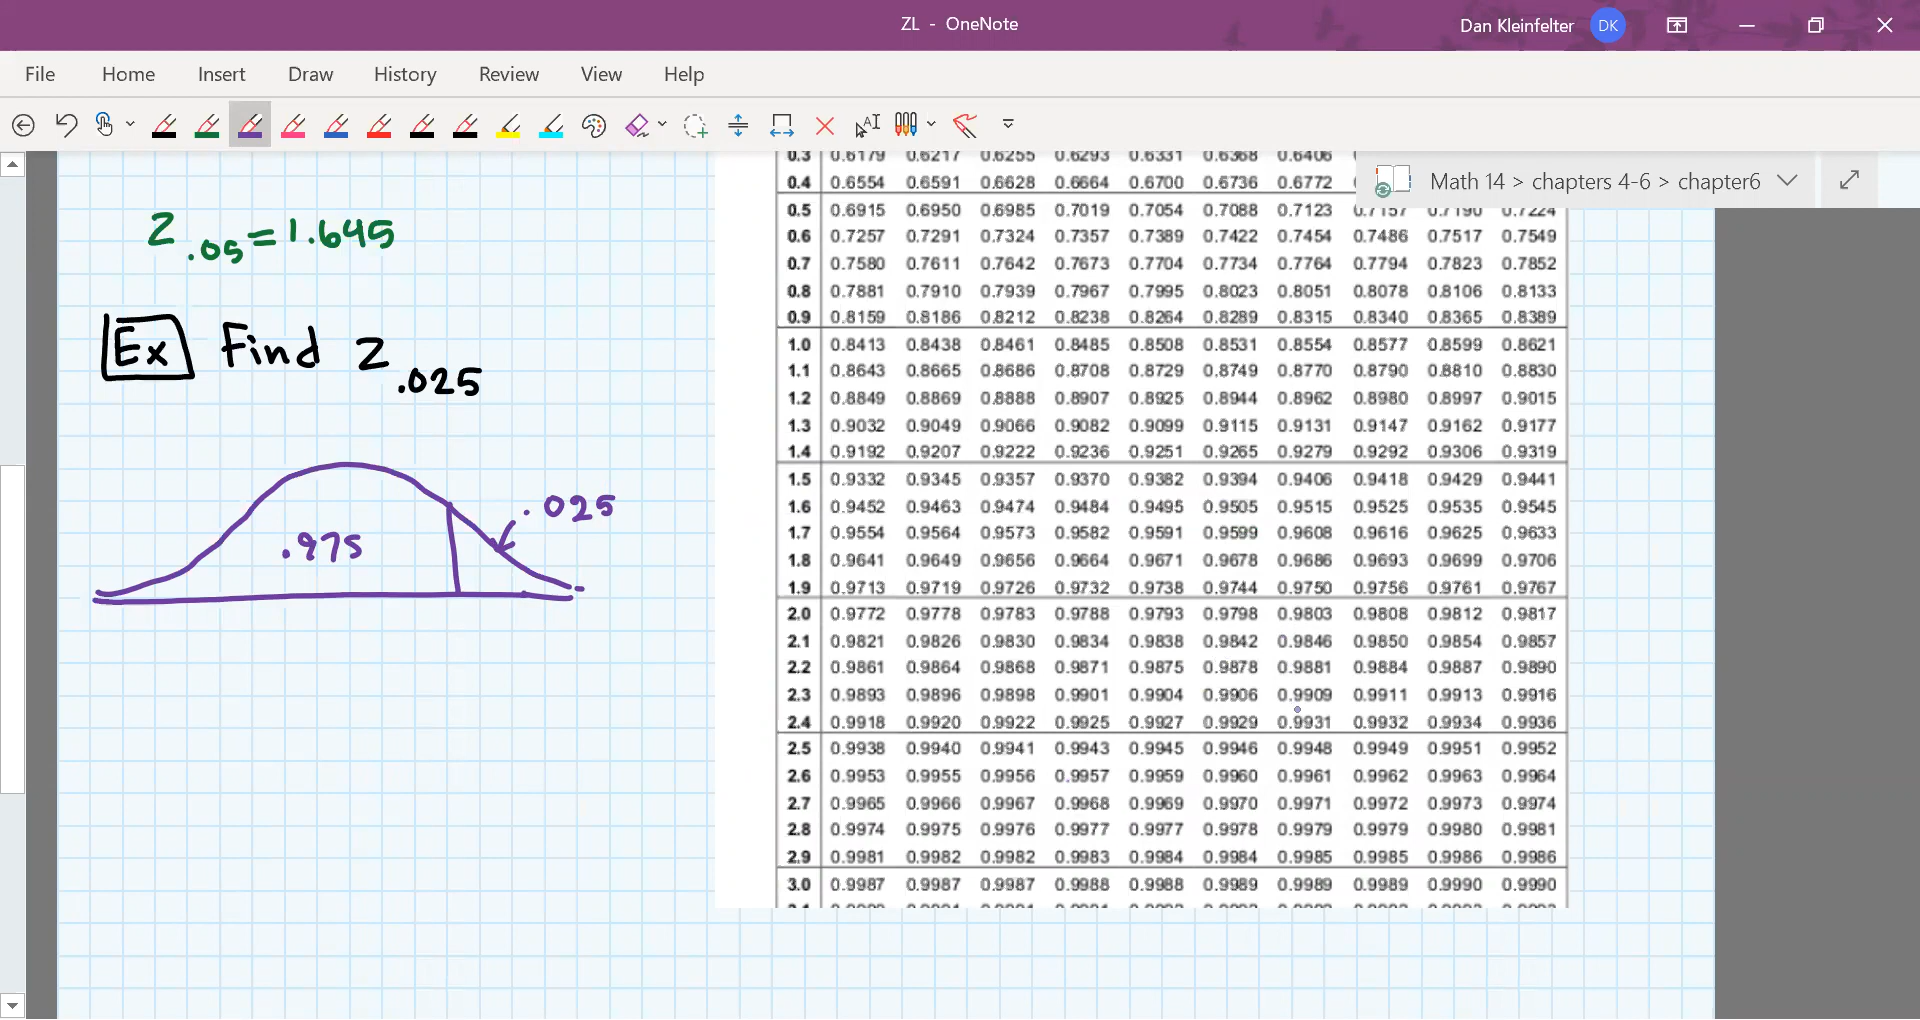 ZL - OneNote
Dan Kleinfelter
DK
File Home Insert Draw History Review View Help
Math 14 > chapters 4-6 > chapter6
Z .05 = 1.645
Ex Find Z .025
.025
.975
0.3 0.6179 0.6217 0.6255 0.6293 0.6331 0.6368 0.6406
0.4 0.6554 0.6591 0.6628 0.6664 0.6700 0.6736 0.6772
0.5 0.6915 0.6950 0.6985 0.7019 0.7054 0.7088 0.7123 0.7157 0.7190 0.7224
0.6 0.7257 0.7291 0.7324 0.7357 0.7389 0.7422 0.7454 0.7486 0.7517 0.7549
0.7 0.7580 0.7611 0.7642 0.7673 0.7704 0.7734 0.7764 0.7794 0.7823 0.7852
0.8 0.7881 0.7910 0.7939 0.7967 0.7995 0.8023 0.8051 0.8078 0.8106 0.8133
0.9 0.8159 0.8186 0.8212 0.8238 0.8264 0.8289 0.8315 0.8340 0.8365 0.8389
1.0 0.8413 0.8438 0.8461 0.8485 0.8508 0.8531 0.8554 0.8577 0.8599 0.8621
1.1 0.8643 0.8665 0.8686 0.8708 0.8729 0.8749 0.8770 0.8790 0.8810 0.8830
1.2 0.8849 0.8869 0.8888 0.8907 0.8925 0.8944 0.8962 0.8980 0.8997 0.9015
1.3 0.9032 0.9049 0.9066 0.9082 0.9099 0.9115 0.9131 0.9147 0.9162 0.9177
1.4 0.9192 0.9207 0.9222 0.9236 0.9251 0.9265 0.9279 0.9292 0.9306 0.9319
1.5 0.9332 0.9345 0.9357 0.9370 0.9382 0.9394 0.9406 0.9418 0.9429 0.9441
1.6 0.9452 0.9463 0.9474 0.9484 0.9495 0.9505 0.9515 0.9525 0.9535 0.9545
1.7 0.9554 0.9564 0.9573 0.9582 0.9591 0.9599 0.9608 0.9616 0.9625 0.9633
1.8 0.9641 0.9649 0.9656 0.9664 0.9671 0.9678 0.9686 0.9693 0.9699 0.9706
1.9 0.9713 0.9719 0.9726 0.9732 0.9738 0.9744 0.9750 0.9756 0.9761 0.9767
2.0 0.9772 0.9778 0.9783 0.9788 0.9793 0.9798 0.9803 0.9808 0.9812 0.9817
2.1 0.9821 0.9826 0.9830 0.9834 0.9838 0.9842 0.9846 0.9850 0.9854 0.9857
2.2 0.9861 0.9864 0.9868 0.9871 0.9875 0.9878 0.9881 0.9884 0.9887 0.9890
2.3 0.9893 0.9896 0.9898 0.9901 0.9904 0.9906 0.9909 0.9911 0.9913 0.9916
2.4 0.9918 0.9920 0.9922 0.9925 0.9927 0.9929 0.9931 0.9932 0.9934 0.9936
2.5 0.9938 0.9940 0.9941 0.9943 0.9945 0.9946 0.9948 0.9949 0.9951 0.9952
2.6 0.9953 0.9955 0.9956 0.9957 0.9959 0.9960 0.9961 0.9962 0.9963 0.9964
2.7 0.9965 0.9966 0.9967 0.9968 0.9969 0.9970 0.9971 0.9972 0.9973 0.9974
2.8 0.9974 0.9975 0.9976 0.9977 0.9977 0.9978 0.9979 0.9979 0.9980 0.9981
2.9 0.9981 0.9982 0.9982 0.9983 0.9984 0.9984 0.9985 0.9985 0.9986 0.9986
3.0 0.9987 0.9987 0.9987 0.9988 0.9988 0.9989 0.9989 0.9989 0.9990 0.9990